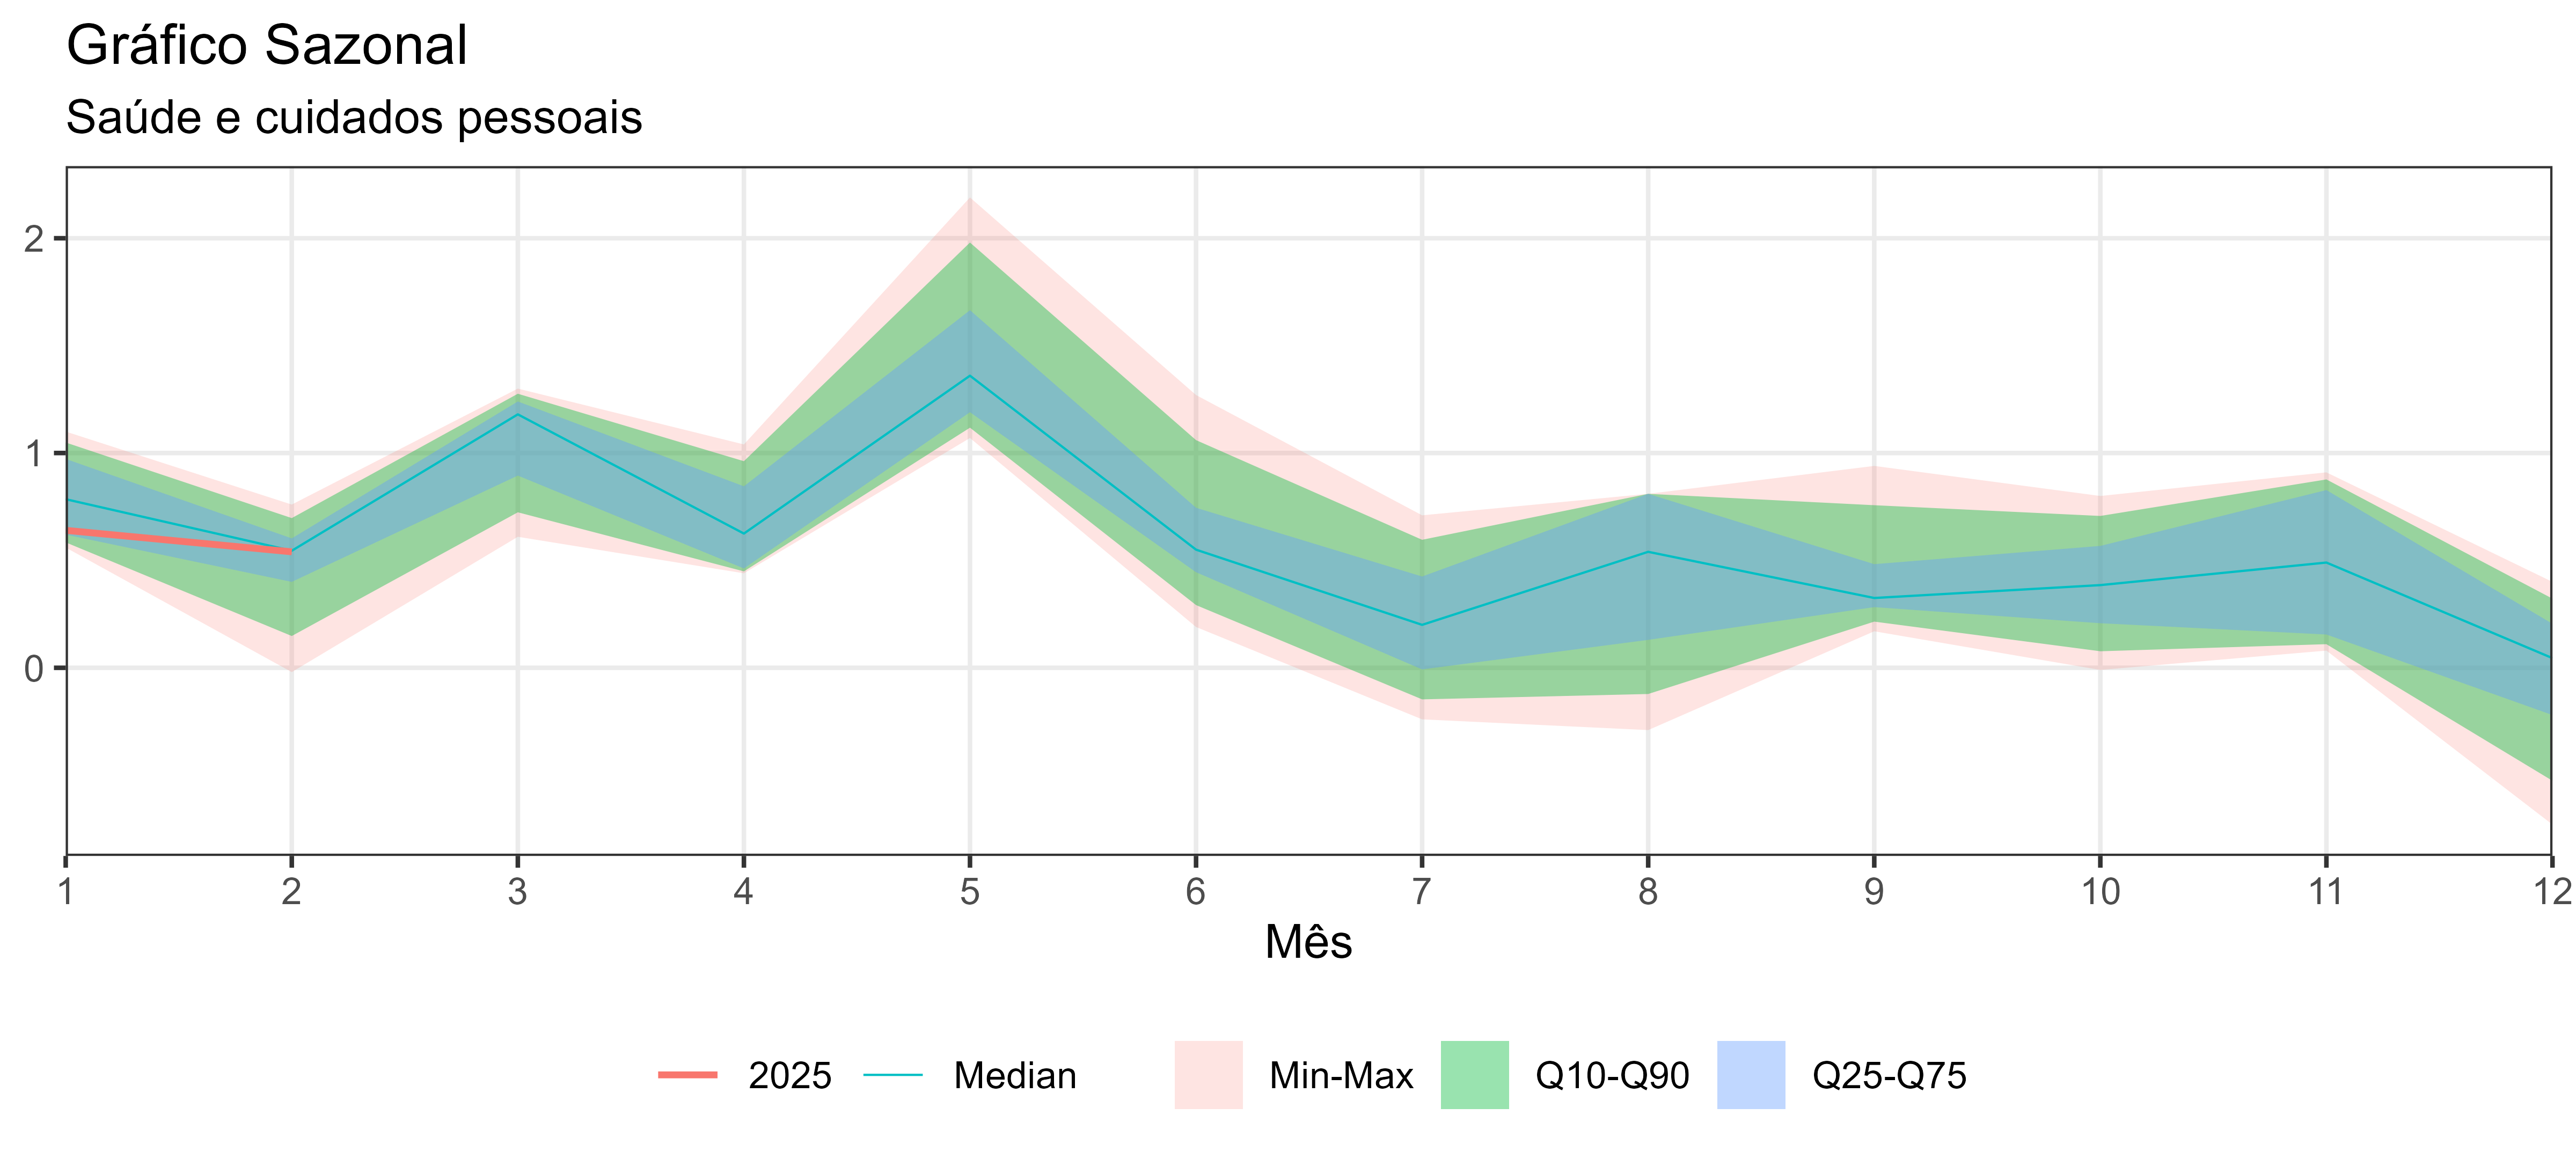 Gráfico Sazonal
Saúde e cuidados pessoais
2
1
0
1 2 3 4 5 6 7 8 9 10 11 12
Mês
2025 Median Min-Max Q10-Q90 Q25-Q75